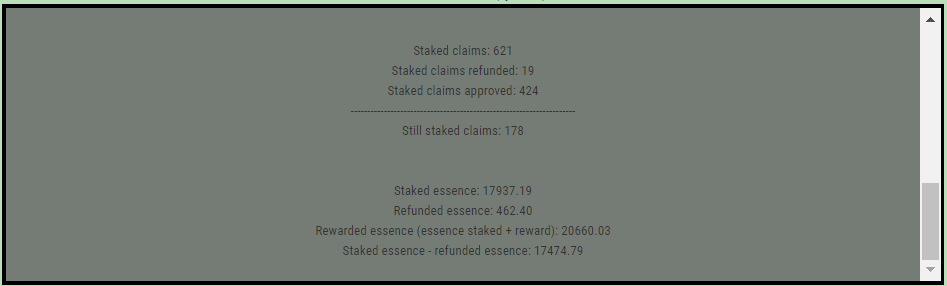 Staked claims: 621
Staked claims refunded: 19
Staked claims approved: 424
--------------------------------------------------------------------
Still staked claims: 178
Staked essence: 17937.19
Refunded essence: 462.40
Rewarded essence (essence staked + reward): 20660.03
Staked essence - refunded essence: 17474.79